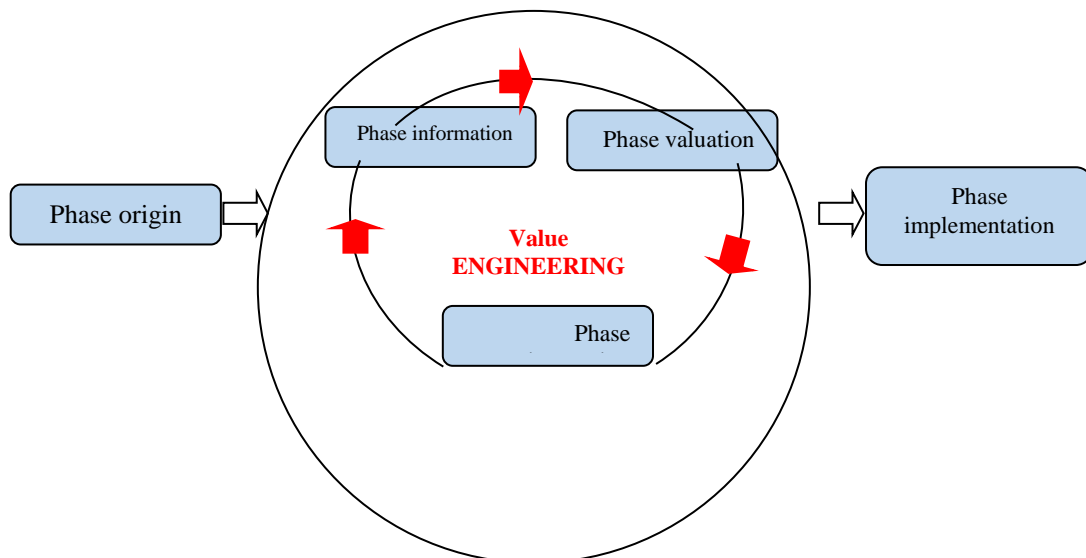 Phase information
Phase valuation
Phase origin
Phase
implementation
Value
ENGINEERING
Phase